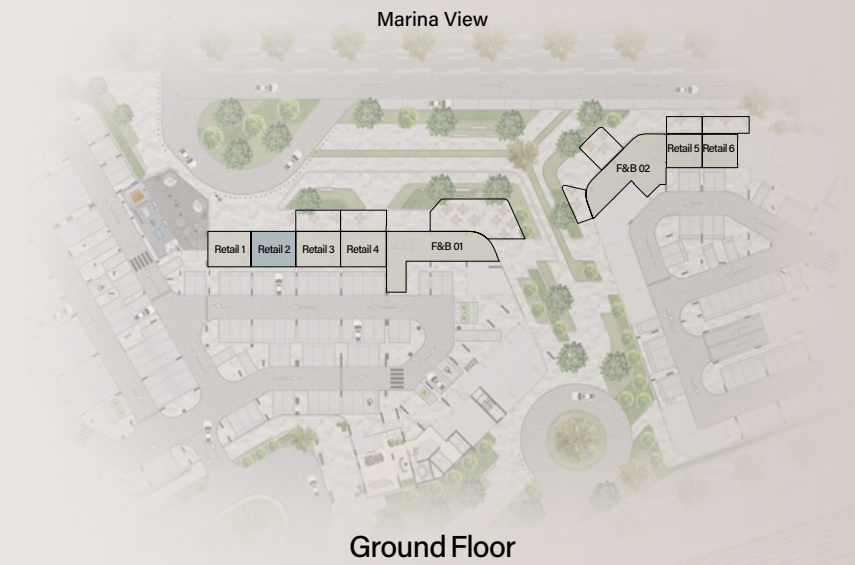 Marina View
Retail 5
Retail 6
F&B 02
Retail 1
Retail 2
Retail 3
Retail 4
F&B 01
Ground Floor